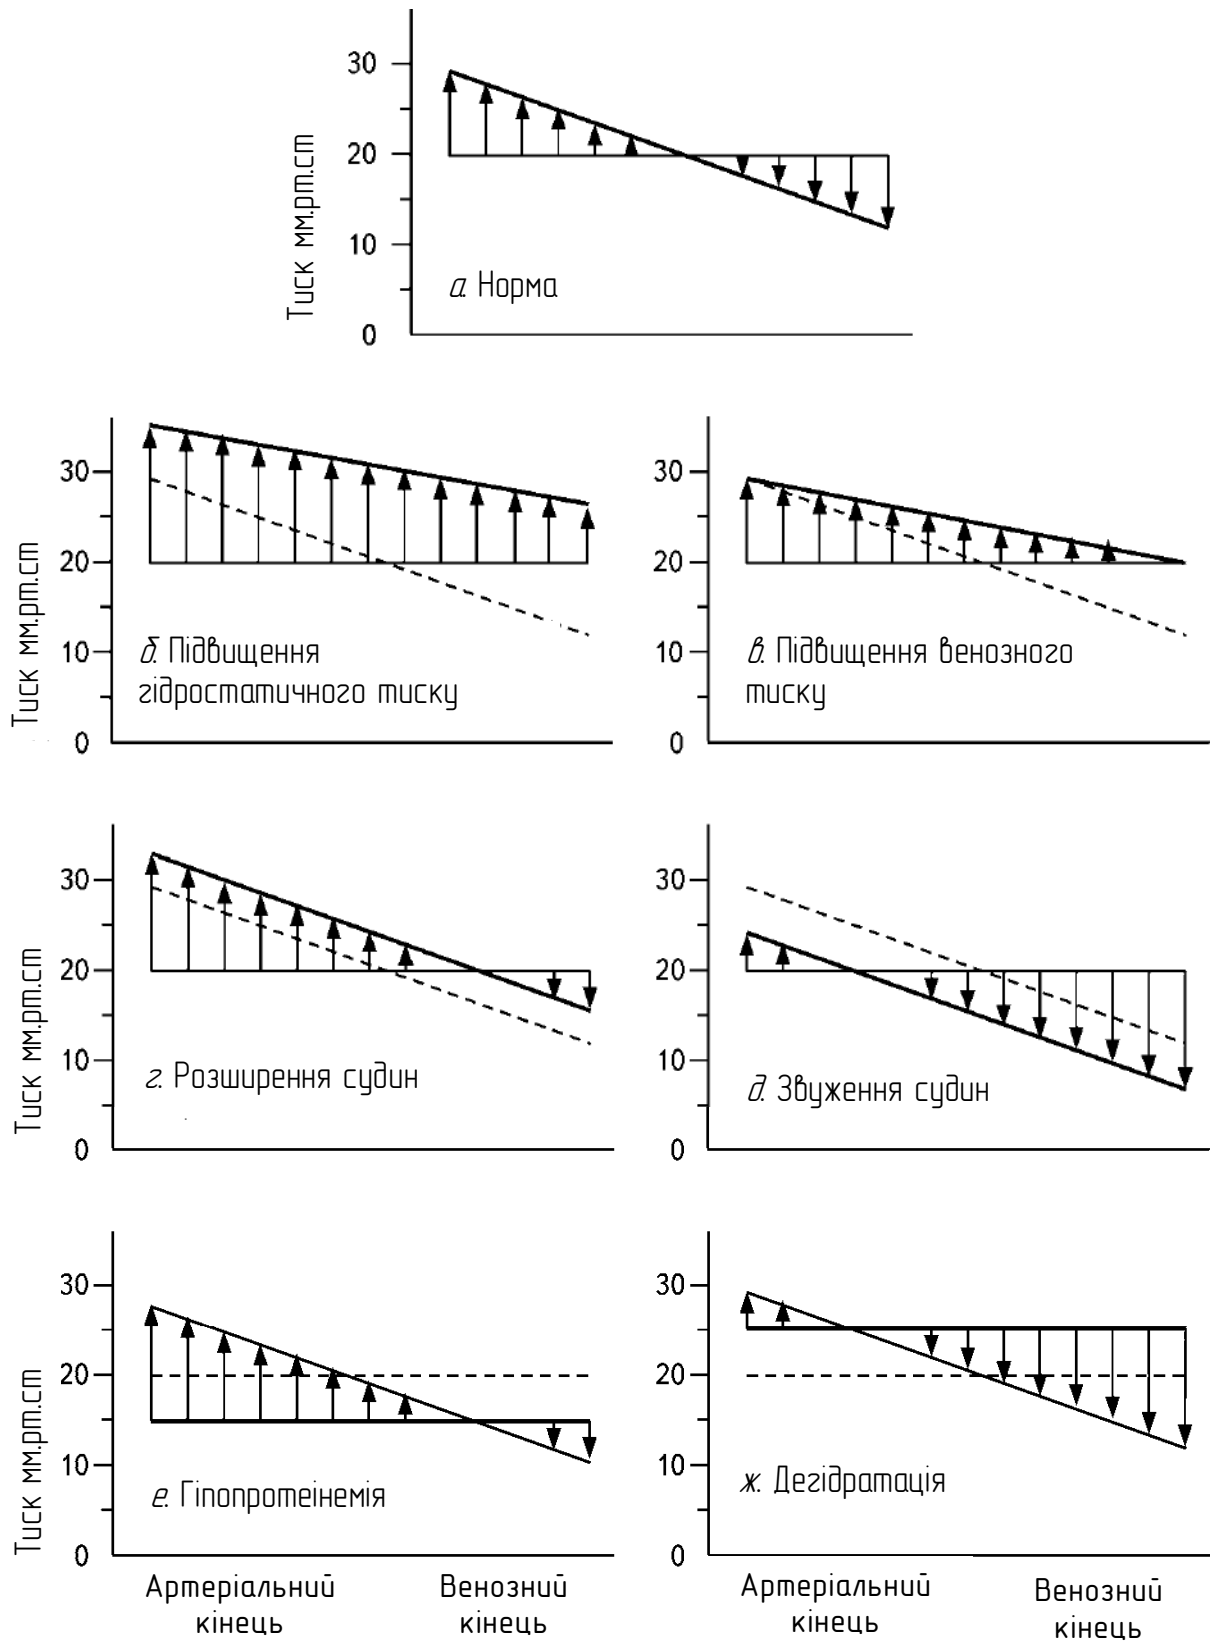 30
20
10
0
Тиск мм.рт.ст
а. Норма
30
20
10
0
Тиск мм.рт.ст
б. Підвищення
гідростатичного тиску
30
20
10
0
в. Підвищення венозного
тиску
30
20
10
0
Тиск мм.рт.ст
г. Розширення судин
30
20
10
0
д. Звуження судин
30
20
10
0
Тиск мм.рт.ст
е. Гіпопротеінемія
Артеріальний
кінець
Венозний
кінець
30
20
10
0
ж. Дегідратація
Артеріальний
кінець
Венозний
кінець